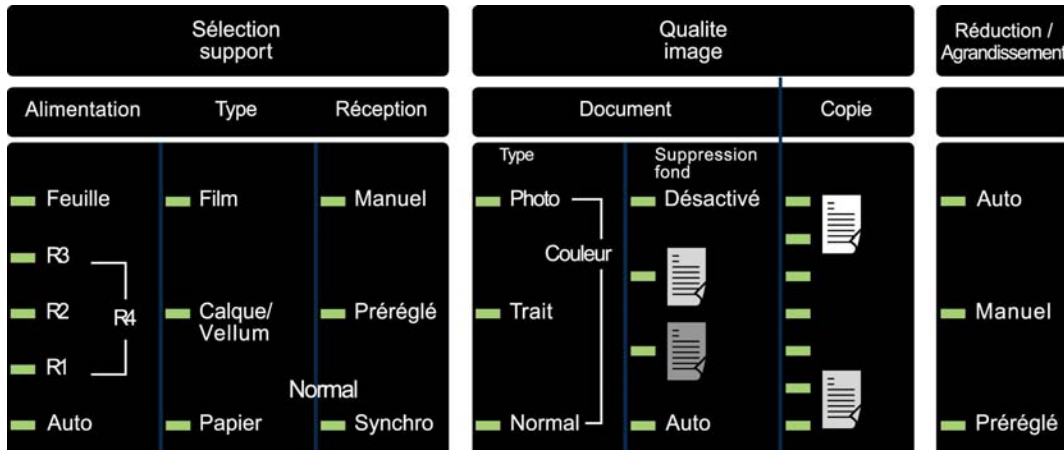 Sélection
support
Qualite
image
Réduction /
Agrandissement
Alimentation
Type
Réception
Document
Copie
Feuille
R3
R2
R4
R1
Auto
Film
Calque/
Vellum
Papier
Manuel
Préréglé
Normal
Synchro
Type
Photo
Couleur
Trait
Normal
Suppression
fond
Désactivé
Auto
Auto
Manuel
Préréglé